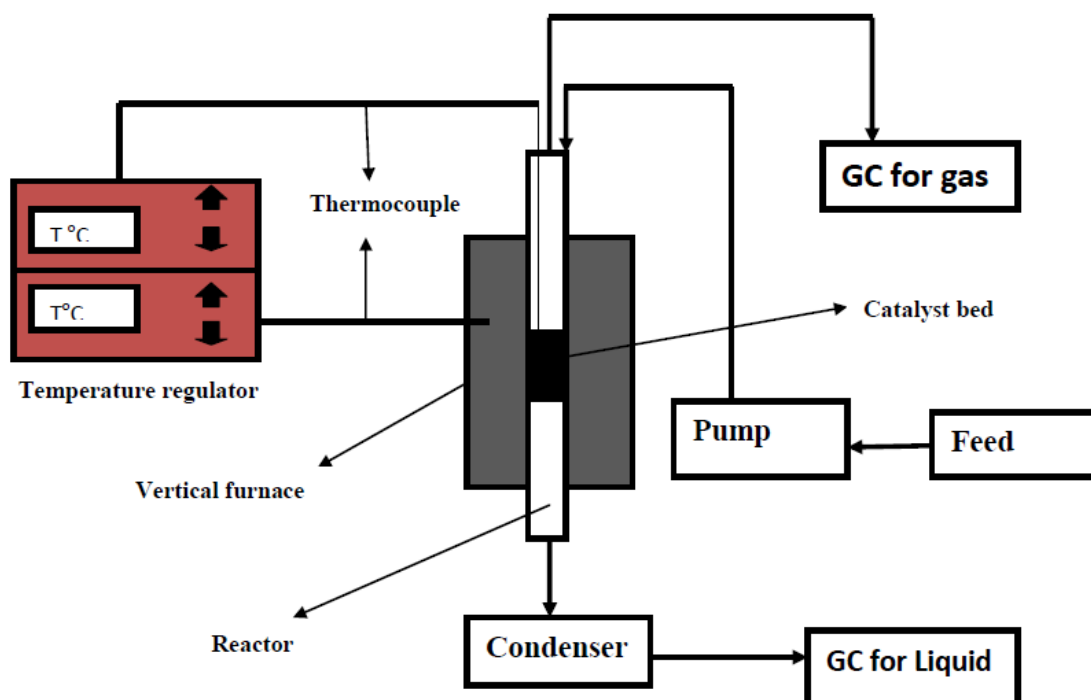 GC for gas
Thermocouple
T °C
T°C
Catalyst bed
Temperature regulator
Pump
Feed
Vertical furnace
Reactor
Condenser
GC for Liquid